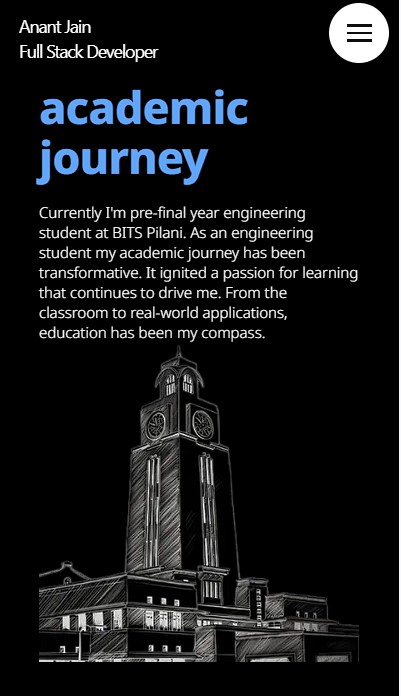 Anant Jain
Full Stack Developer
academic
journey
Currently I'm pre-final year engineering
student at BITS Pilani. As an engineering
student my academic journey has been
transformative. It ignited a passion for learning
that continues to drive me. From the
classroom to real-world applications,
education has been my compass.